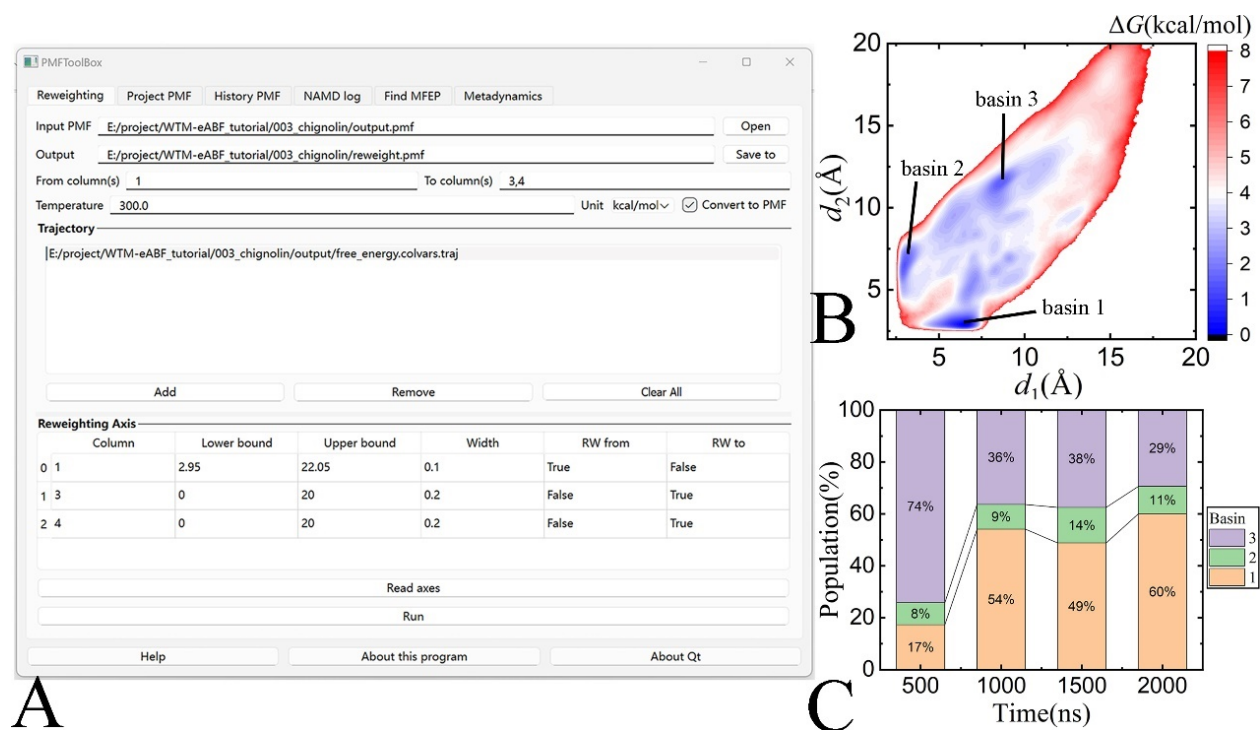 PMFToolBox
Reweighting Project PMF History PMF NAMD log Find MFEP Metadynamics
Input PMF E:/project/WTM-eABF_tutorial/003_chignolin/output.pmf Open
Output E:/project/WTM-eABF_tutorial/003_chignolin/reweight.pmf Save to
From column(s) 1 To column(s) 3,4
Temperature 300.0 Unit kcal/mol Convert to PMF
Trajectory
E:/project/WTM-eABF_tutorial/003_chignolin/output/free_energy.colvars.traj
Add Remove Clear All
Reweighting Axis
Column Lower bound Upper bound Width RW from RW to
0 1 2.95 22.05 0.1 True False
1 3 0 20 0.2 False True
2 4 0 20 0.2 False True
Read axes
Run
Help About this program About Qt
A
ΔG(kcal/mol)
20
15
10
5
d2(Å)
basin 3
basin 2
basin 1
5 10 15 20
d1(Å)
8
7
6
5
4
3
2
1
0
B
100
80
60
40
20
0
Population(%)
74% 36% 38% 29%
8% 9% 14% 11%
17% 54% 49% 60%
500 1000 1500 2000
Time(ns)
Basin
3
2
1
C